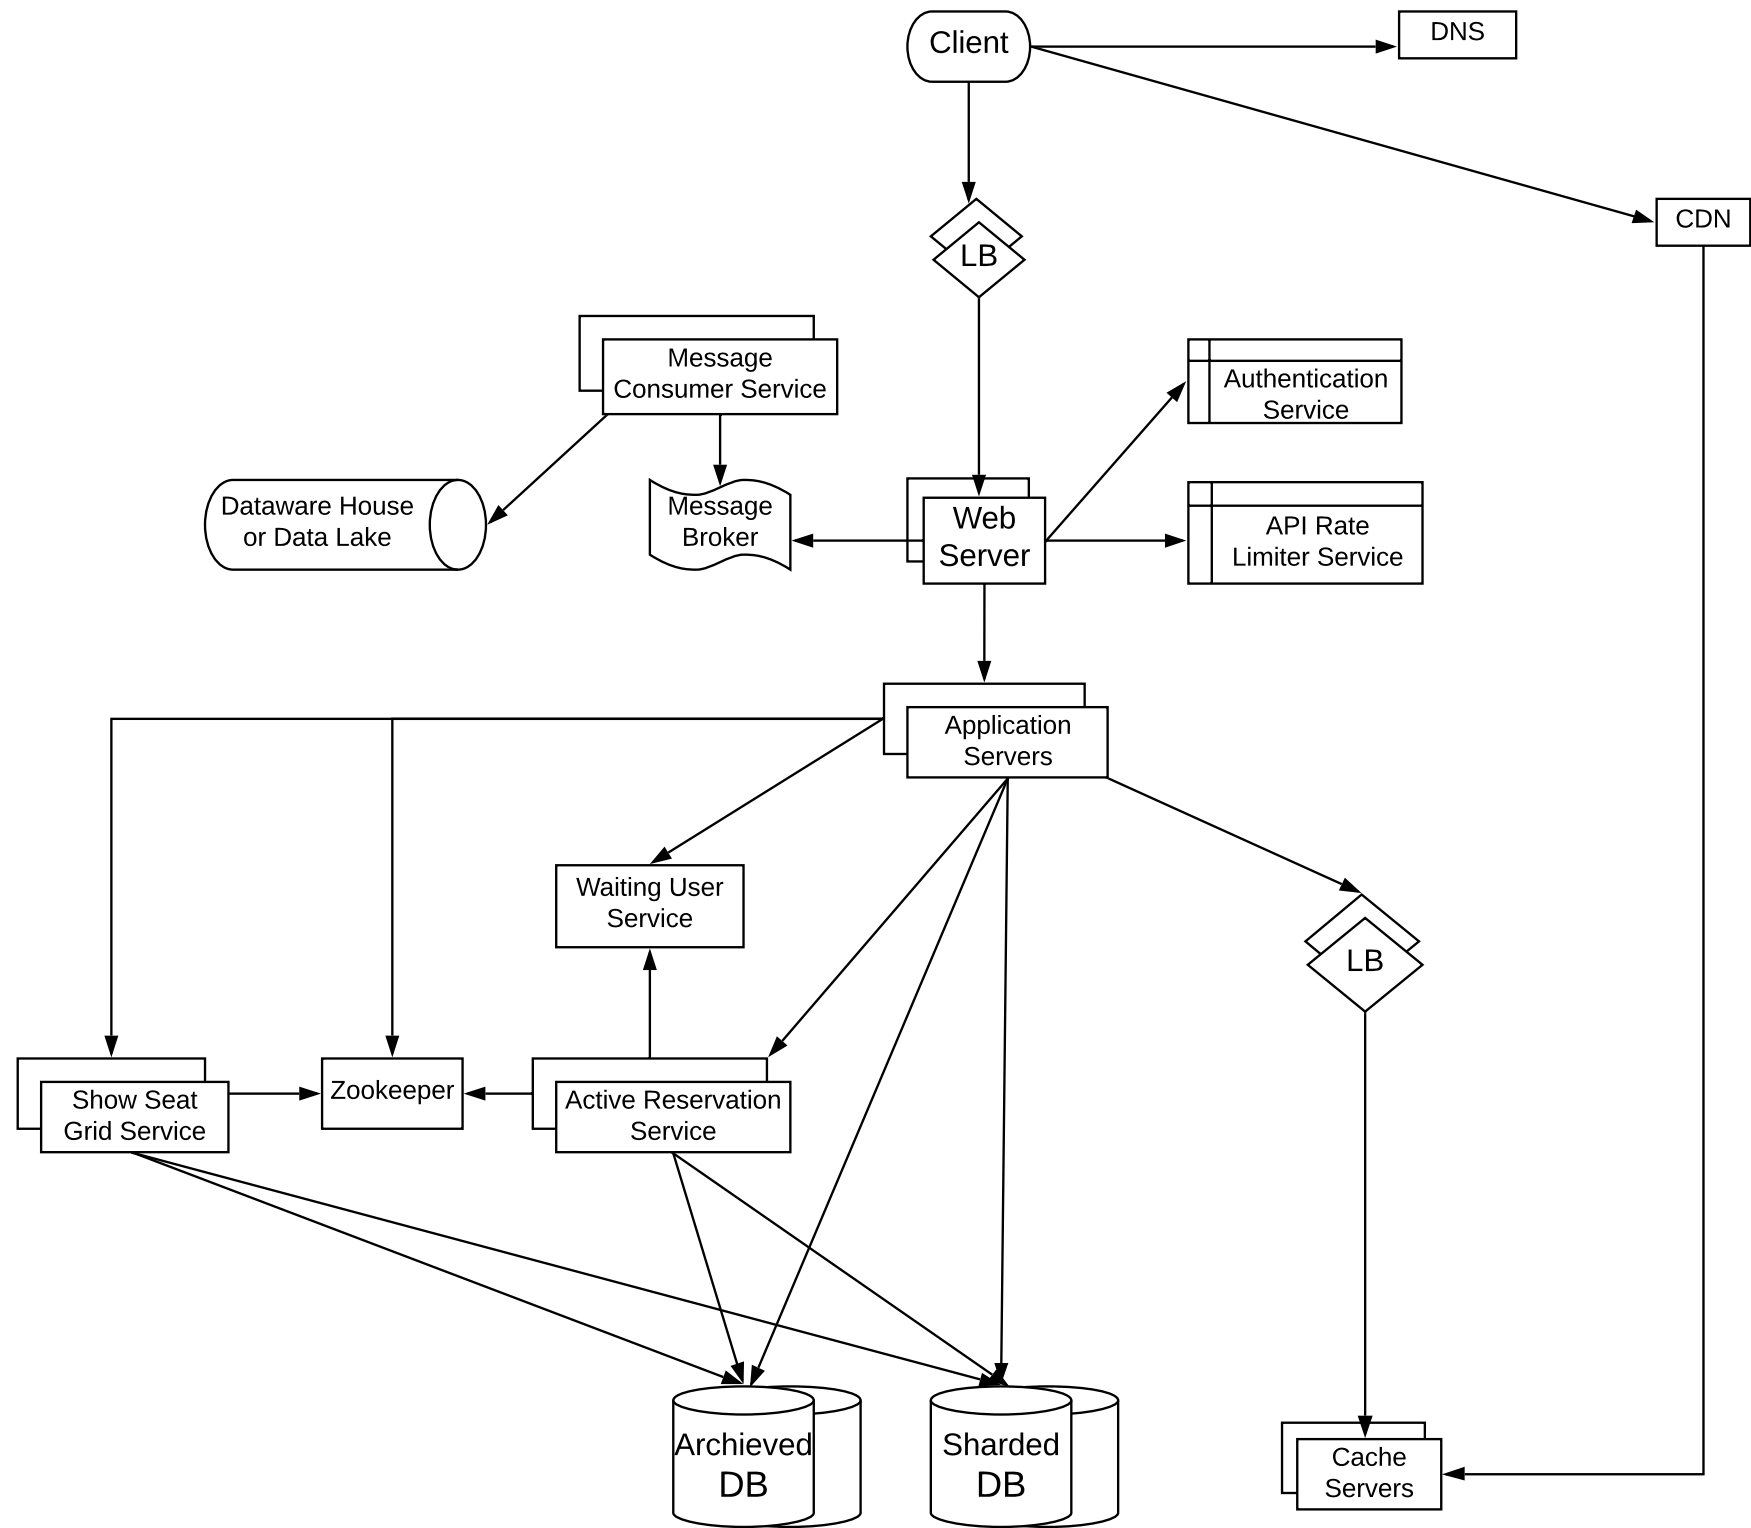 Client
DNS
CDN
LB
Message
Consumer Service
Authentication
Service
Dataware House
or Data Lake
Message
Broker
Web
Server
API Rate
Limiter Service
Application
Servers
Waiting User
Service
LB
Show Seat
Grid Service
Zookeeper
Active Reservation
Service
Archieved
DB
Sharded
DB
Cache
Servers